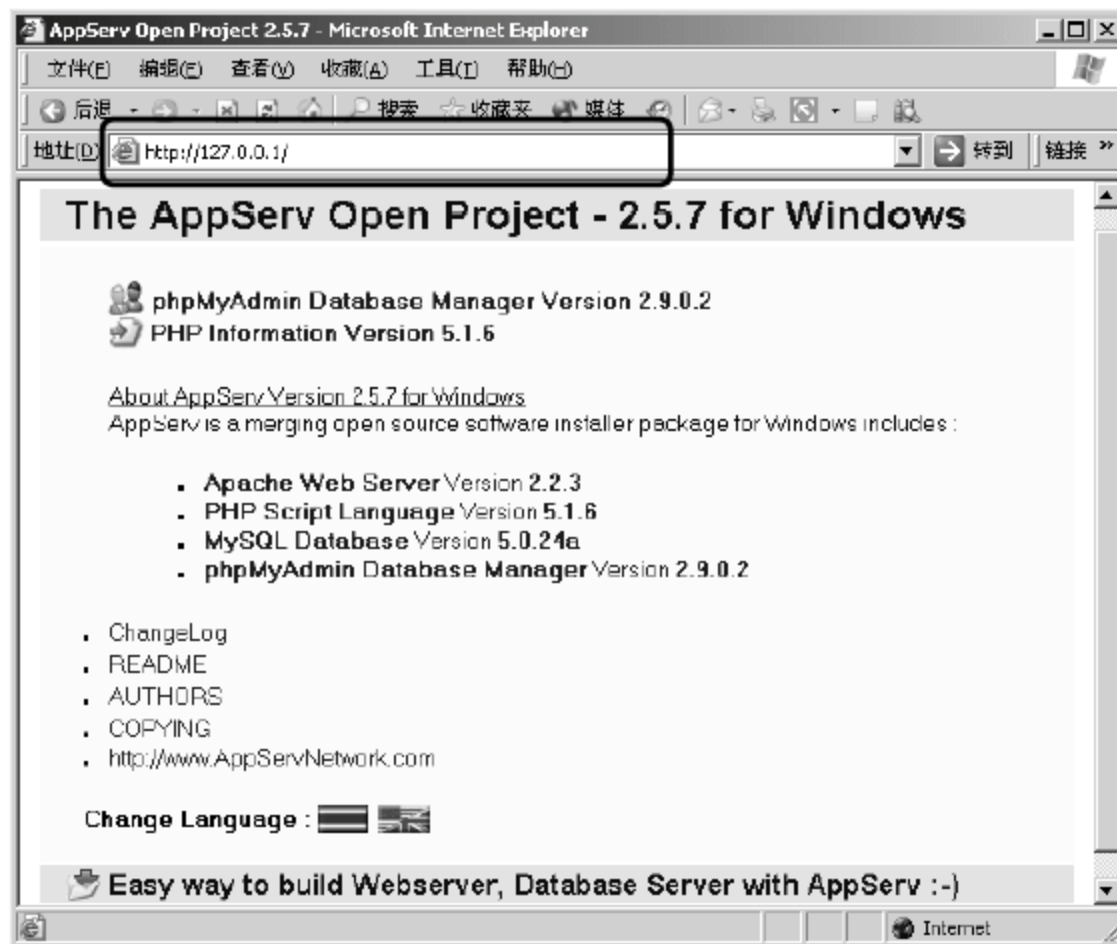 AppServ Open Project 2.5.7 - Microsoft Internet Explorer
文件(F) 编辑(E) 查看(V) 收藏(A) 工具(T) 帮助(H)
后退 搜索 收藏夹 媒体
地址(D) http://127.0.0.1/ 转到 链接 »
The AppServ Open Project - 2.5.7 for Windows
phpMyAdmin Database Manager Version 2.9.0.2
PHP Information Version 5.1.6
About AppServ Version 2.5.7 for Windows
AppServ is a merging open source software installer package for Windows includes :
Apache Web Server Version 2.2.3
PHP Script Language Version 5.1.6
MySQL Database Version 5.0.24a
phpMyAdmin Database Manager Version 2.9.0.2
ChangeLog
README
AUTHORS
COPYING
http://www.AppServNetwork.com
Change Language :
Easy way to build Webserver, Database Server with AppServ :-)
Internet